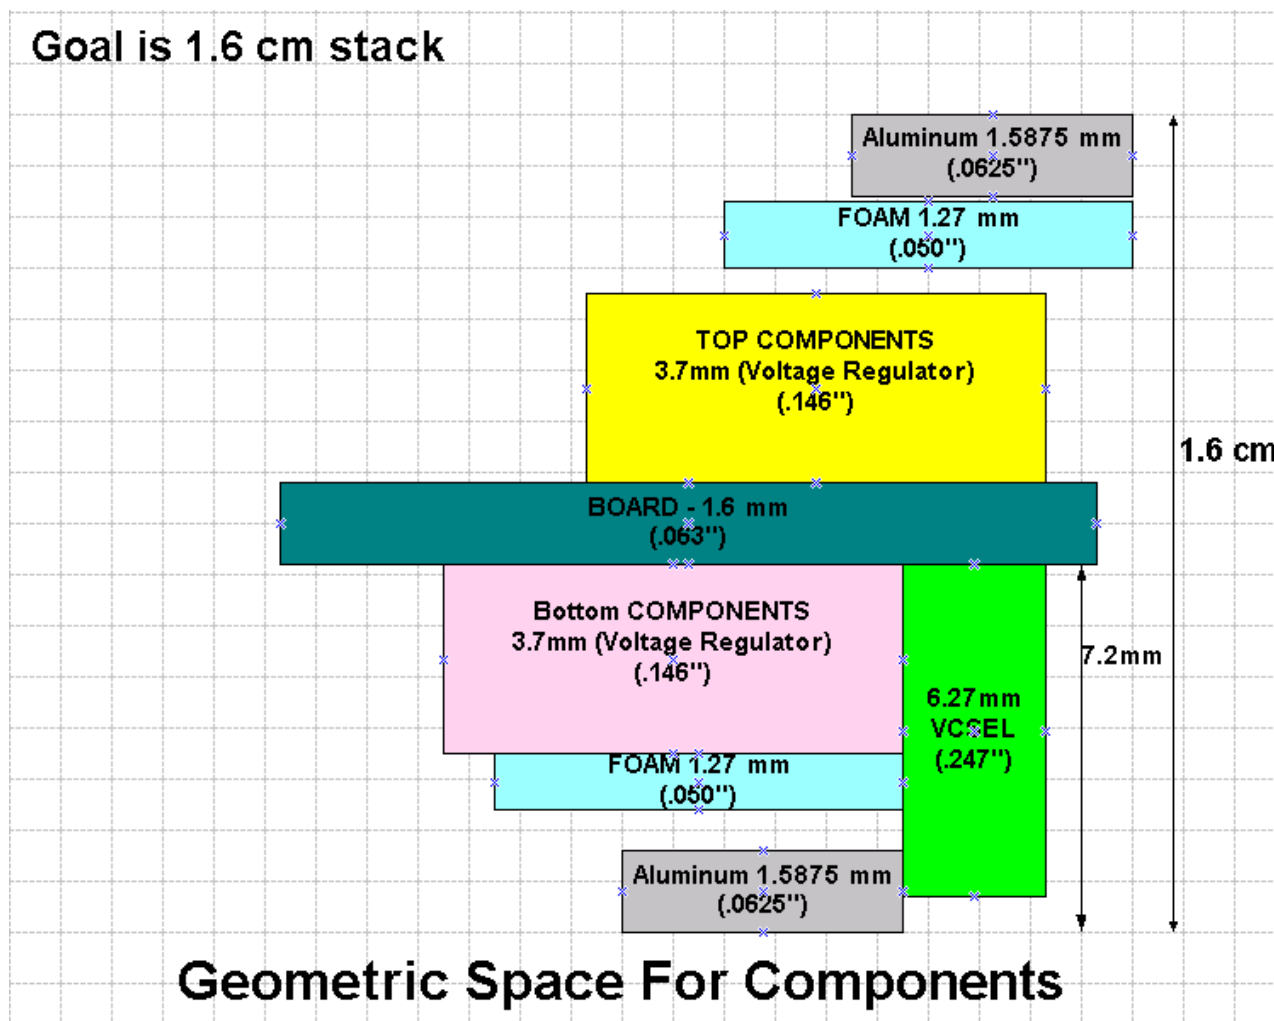 Goal is 1.6 cm stack
Aluminum 1.5875 mm
(.0625")
FOAM 1.27 mm
(.050")
TOP COMPONENTS
3.7mm (Voltage Regulator)
(.146")
1.6 cm
BOARD - 1.6 mm
(.063")
Bottom COMPONENTS
3.7mm (Voltage Regulator)
(.146")
7.2mm
6.27mm
VCSEL
(.247")
FOAM 1.27 mm
(.050")
Aluminum 1.5875 mm
(.0625")
Geometric Space For Components